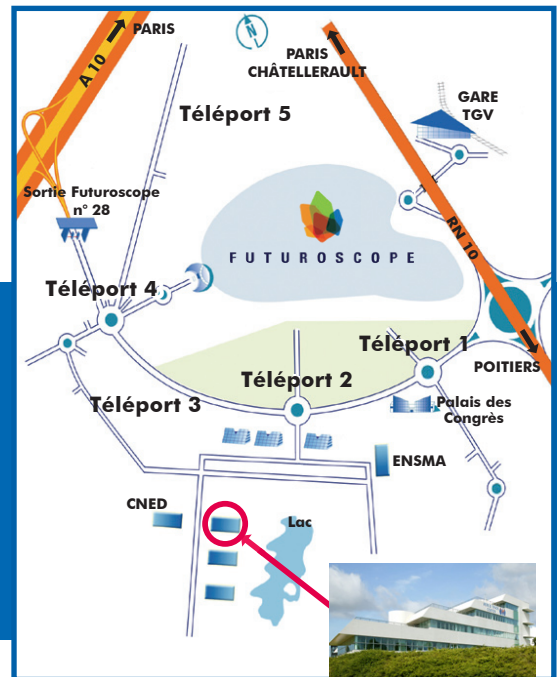 PARIS
A 10
N
PARIS
CHÂTELLERAULT
GARE
TGV
Téléport 5
Sortie Futuroscope
n° 28
FUTUROSCOPE
RN 10
Téléport 4
Téléport 1
POITIERS
Téléport 2
Téléport 3
Palais des
Congrès
ENSMA
CNED
Lac